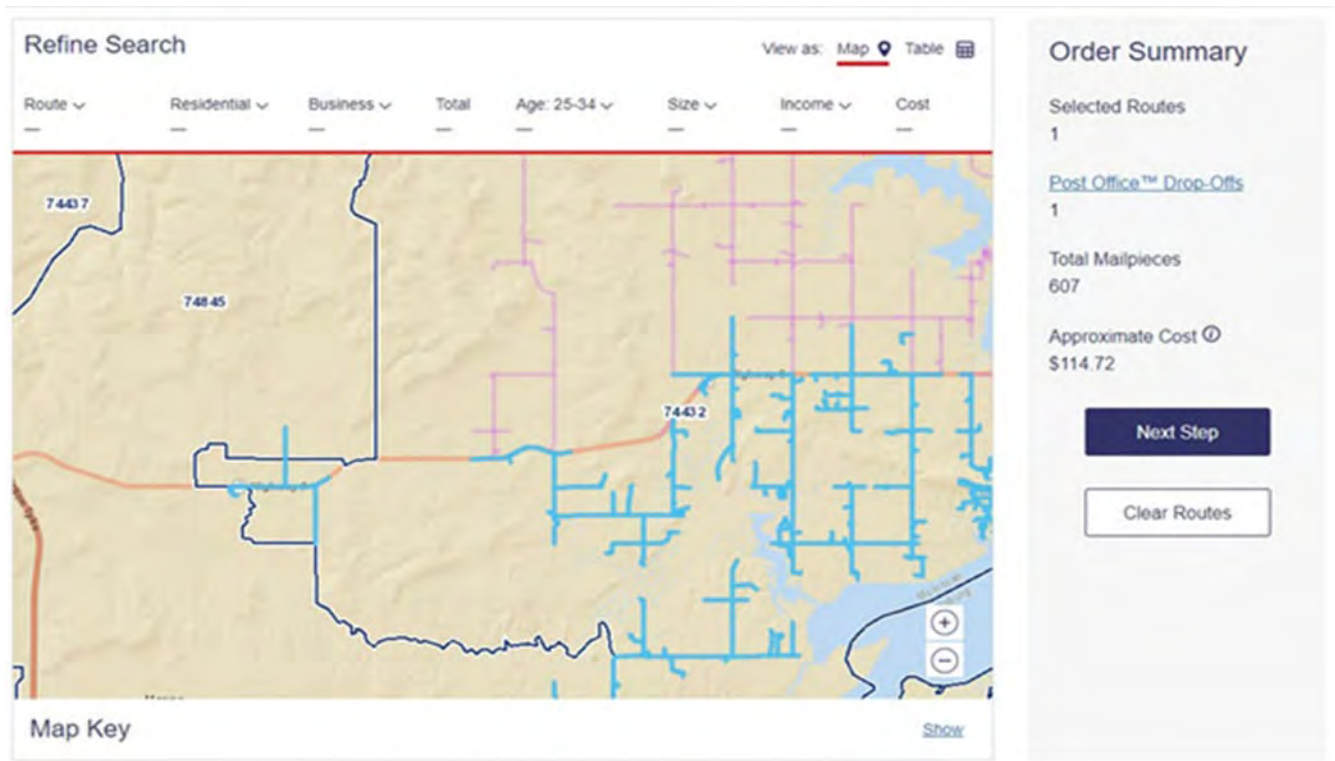 Refine Search
View as: Map Table
Route Residential Business Total Age: 25-34 Size Income Cost
— — — — — — — —
74437
74845
74432
Map Key
Show
Order Summary
Selected Routes
1
Post Office™ Drop-Offs
1
Total Mailpieces
607
Approximate Cost
$114.72
Next Step
Clear Routes